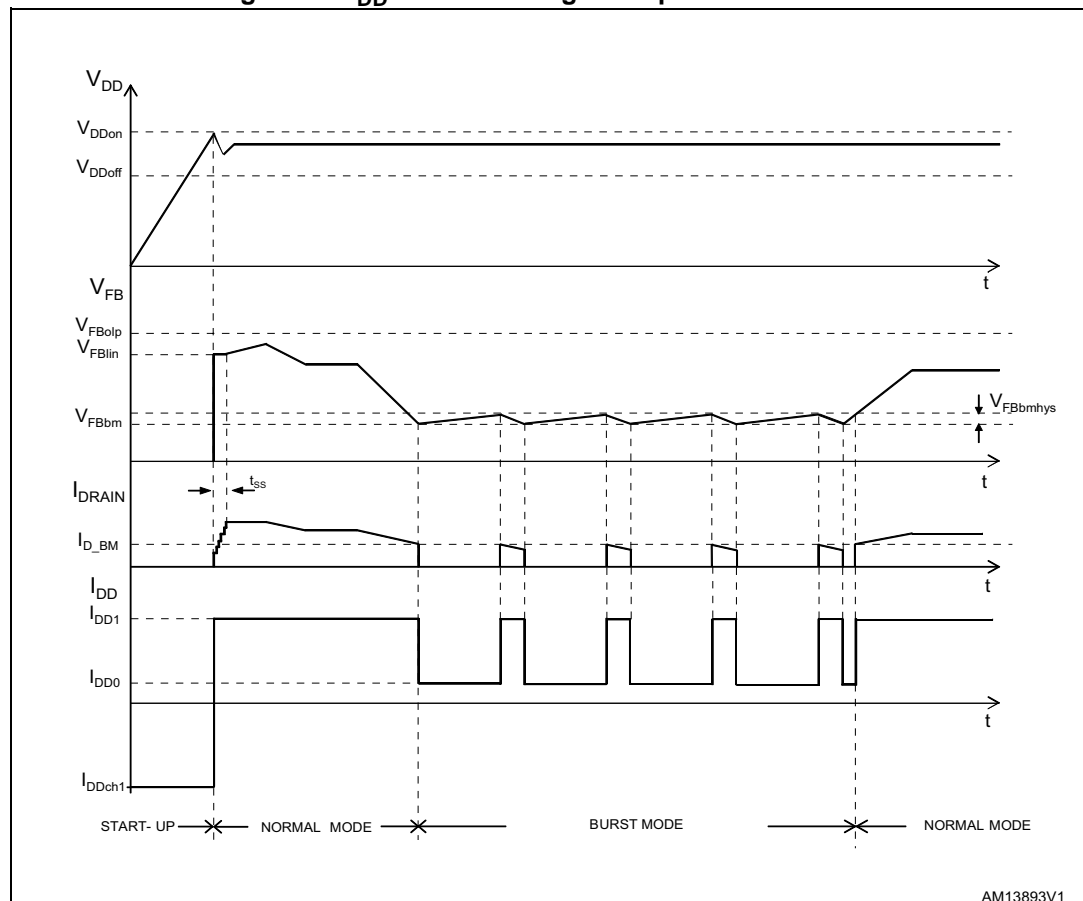 V_DD
V_DDon
V_DDoff
t
V_FB
V_FBolp
V_FBlin
V_FBbm
V_FBbmhys
t
t_ss
I_DRAIN
I_D_BM
t
I_DD
I_DD1
I_DD0
t
I_DDch1
START- UP
NORMAL MODE
BURST MODE
NORMAL MODE
AM13893V1